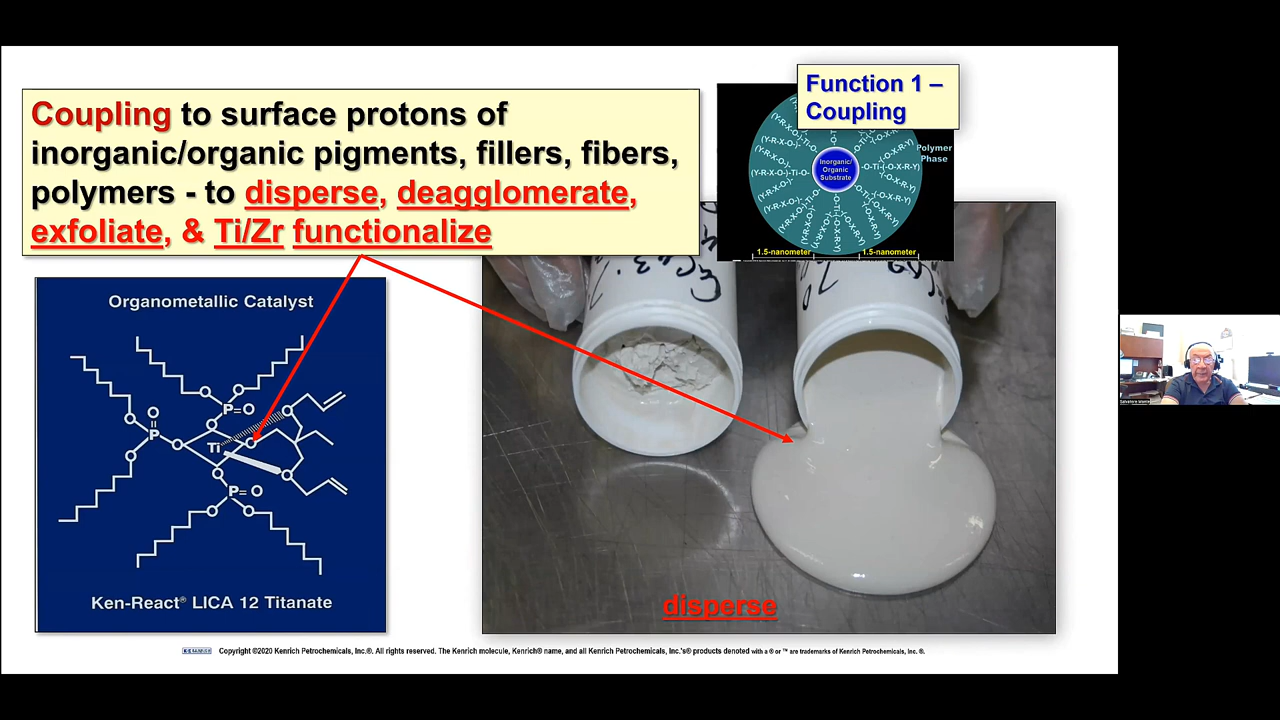 Function 1 –
Coupling
Coupling to surface protons of
inorganic/organic pigments, fillers, fibers,
polymers - to disperse, deagglomerate,
exfoliate, & Ti/Zr functionalize
Polymer
Phase
Inorganic/
Organic
Substrate
(Y-R-X-O-)-Ti-O-
-O-Ti-(-O-X-R-Y)
1.5-nanometer
1.5-nanometer
Organometallic Catalyst
O
P=O
O
O
P
O
Ti
P=O
Ken-React® LICA 12 Titanate
disperse
Copyright ©2020 Kenrich Petrochemicals, Inc.®. All rights reserved. The Kenrich molecule, Kenrich® name, and all Kenrich Petrochemicals, Inc.'s® products denoted with a ® or ™ are trademarks of Kenrich Petrochemicals, Inc. ®.